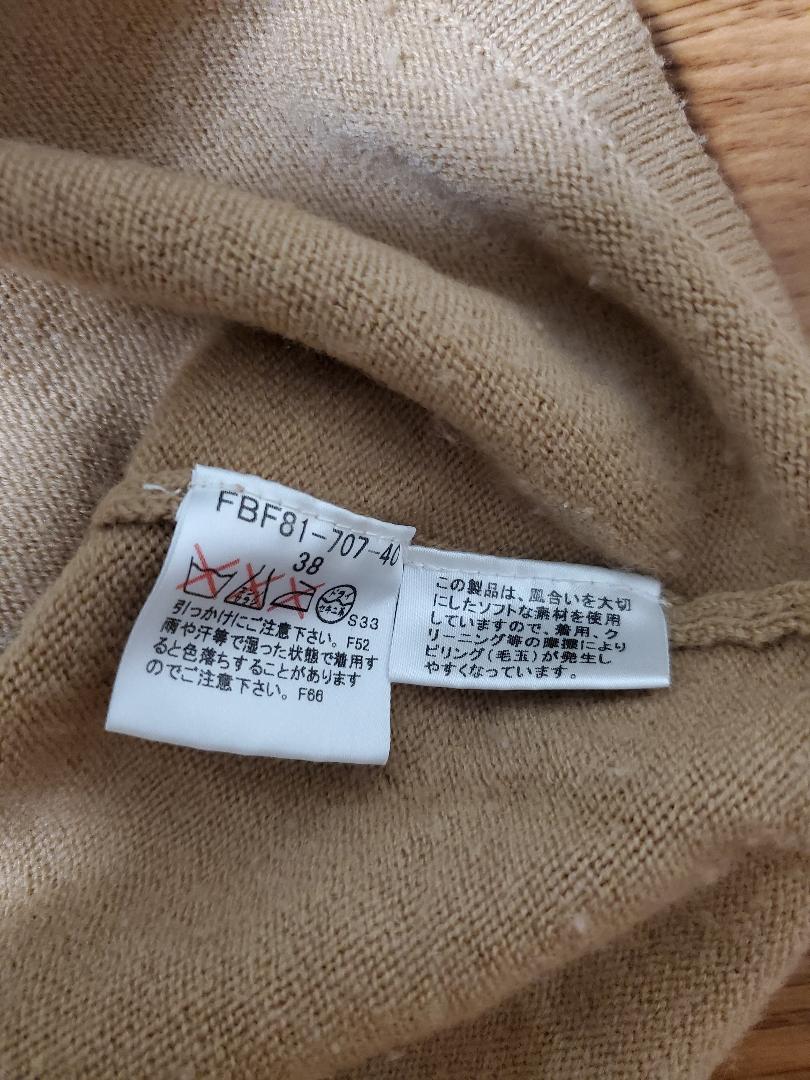 FBF81-707-40
38
エンソサラシ
ドライ
セキユ系
S33
引っかけにご注意下さい。F52
雨や汗等で湿った状態で着用す
ると色落ちすることがあります
のでご注意下さい。F66
この製品は、風合いを大切
にしたソフトな素材を使用
していますので、着用、ク
リーニング等の摩擦により
ピリング(毛玉)が発生し
やすくなっています。